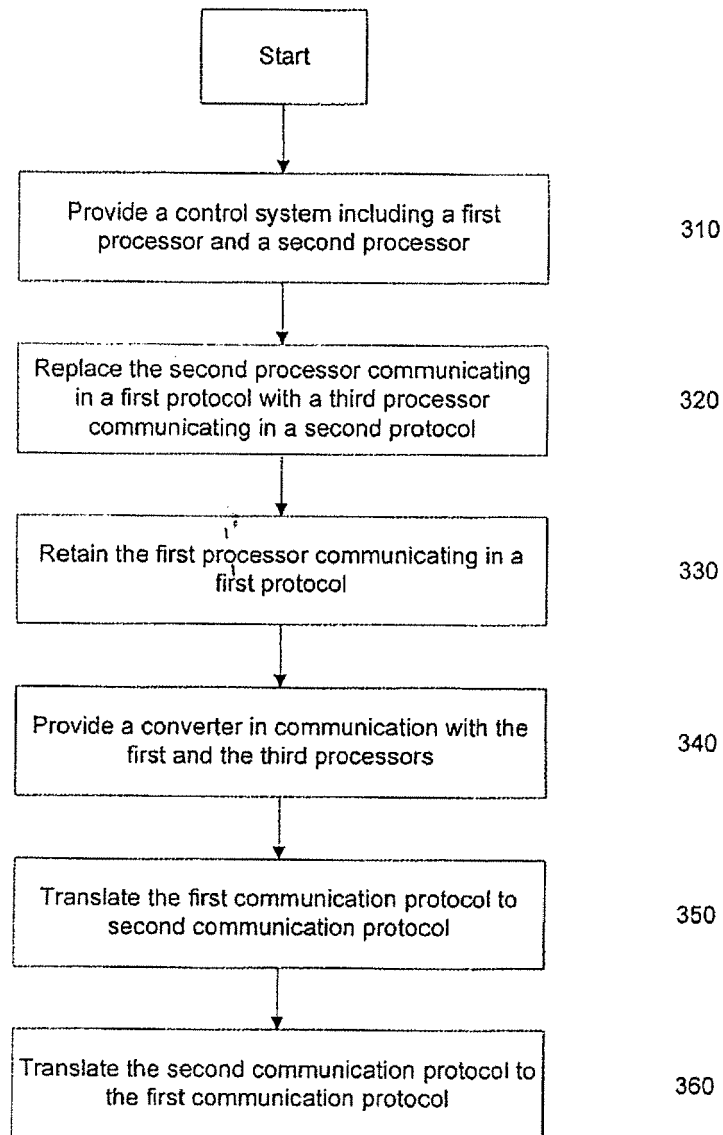 Start
Provide a control system including a first
processor and a second processor
310
Replace the second processor communicating
in a first protocol with a third processor
communicating in a second protocol
320
Retain the first processor communicating in a
first protocol
330
Provide a converter in communication with the
first and the third processors
340
Translate the first communication protocol to
second communication protocol
350
Translate the second communication protocol to
the first communication protocol
360